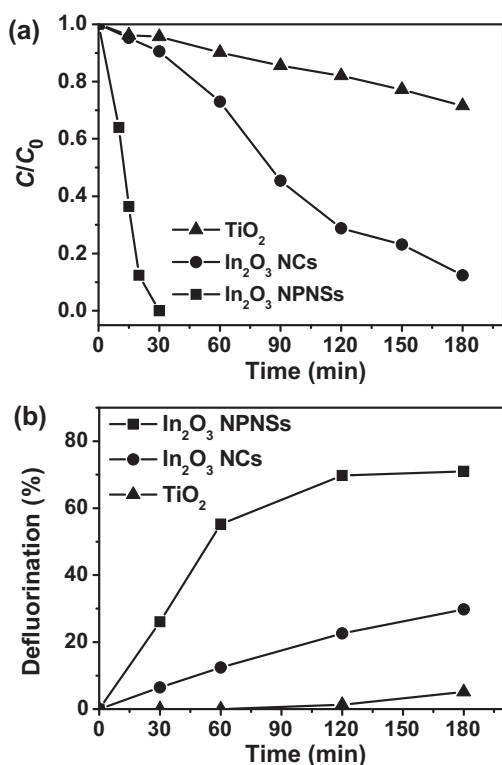 (a)
1.0
0.8
0.6
0.4
0.2
0.0
C/C₀
TiO₂
In₂O₃ NCs
In₂O₃ NPNSs
0 30 60 90 120 150 180
Time (min)
(b)
80
60
40
20
0
Defluorination (%)
In₂O₃ NPNSs
In₂O₃ NCs
TiO₂
0 30 60 90 120 150 180
Time (min)